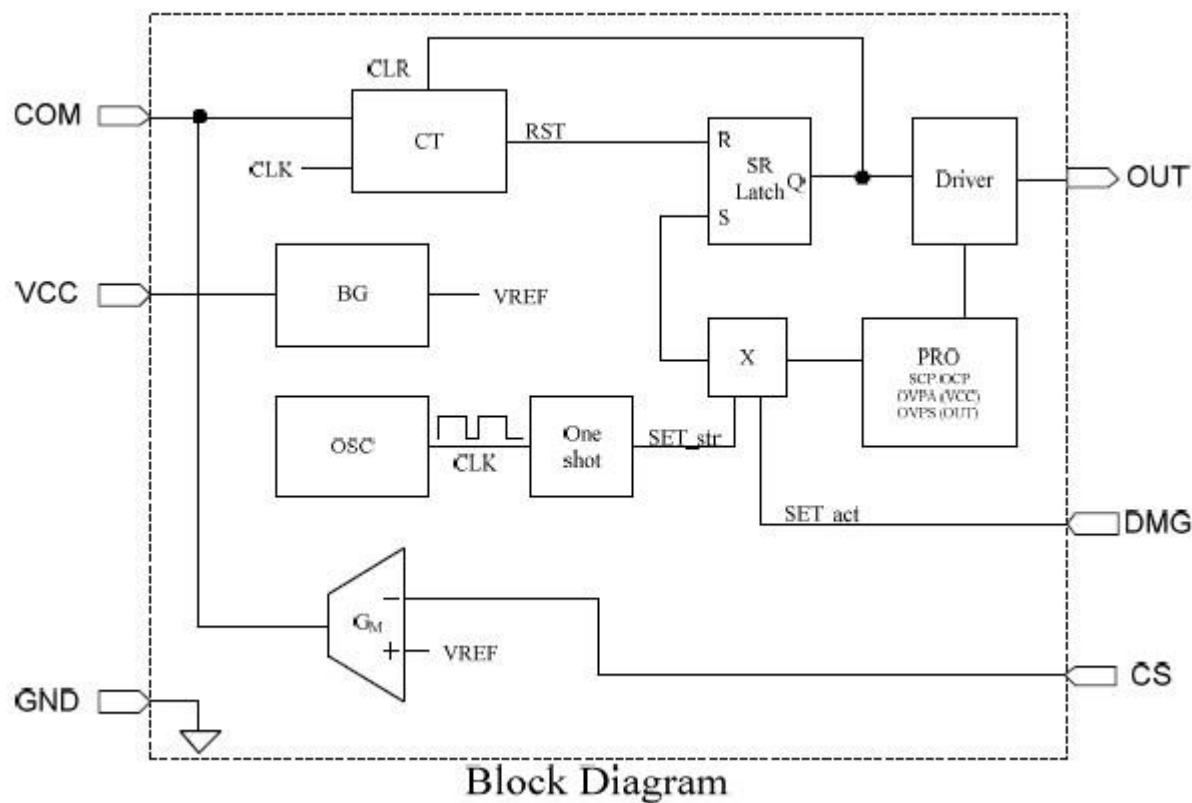 CLR
COM
CT
RST
R
SR
Latch
Q
S
Driver
OUT
CLK
VCC
BG
VREF
X
PRO
SCP/OCP
OVPA (VCC)
OVPS (OUT)
OSC
CLK
One
shot
SET_str
SET_act
DMG
GM
VREF
CS
GND
Block Diagram